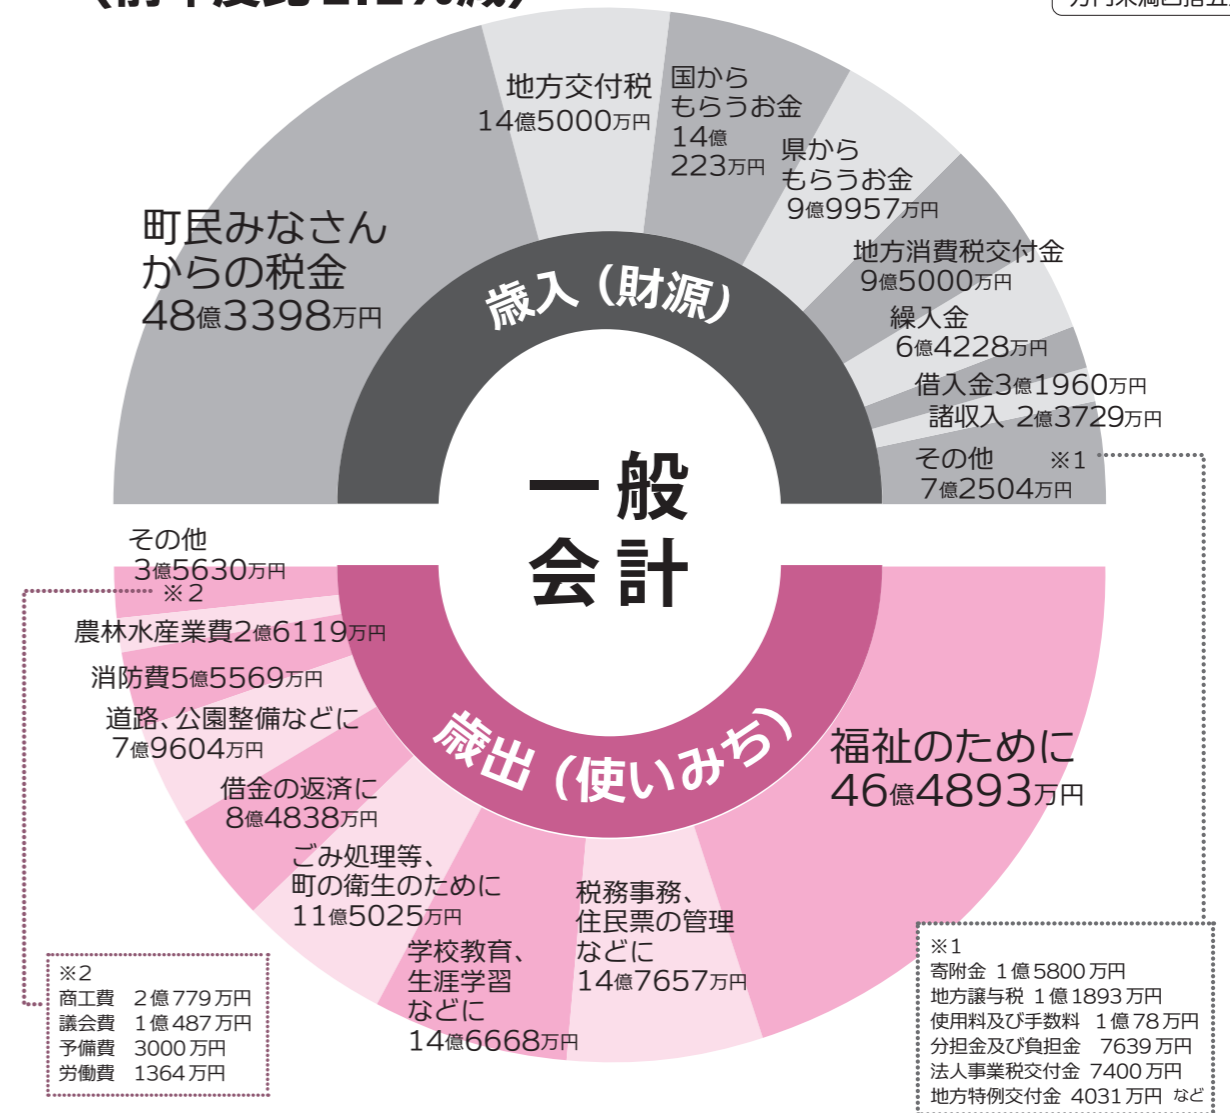 地方交付税
14億5000万円
国から
もらうお金
14億
223万円
県から
もらうお金
9億9957万円
町民みなさん
からの税金
48億3398万円
地方消費税交付金
9億5000万円
繰入金
6億4228万円
借入金3億1960万円
諸収入 2億3729万円
その他 ※1
7億2504万円
歳入(財源)
一般
会計
歳出(使いみち)
その他
3億5630万円
※2
農林水産業費2億6119万円
消防費5億5569万円
道路、公園整備などに
7億9604万円
借金の返済に
8億4838万円
ごみ処理等、
町の衛生のために
11億5025万円
学校教育、
生涯学習
などに
14億6668万円
税務事務、
住民票の管理
などに
14億7657万円
福祉のために
46億4893万円
※2
商工費 2億779万円
議会費 1億487万円
予備費 3000万円
労働費 1364万円
※1
寄附金 1億5800万円
地方譲与税 1億1893万円
使用料及び手数料 1億78万円
分担金及び負担金 7639万円
法人事業税交付金 7400万円
地方特例交付金 4031万円 など